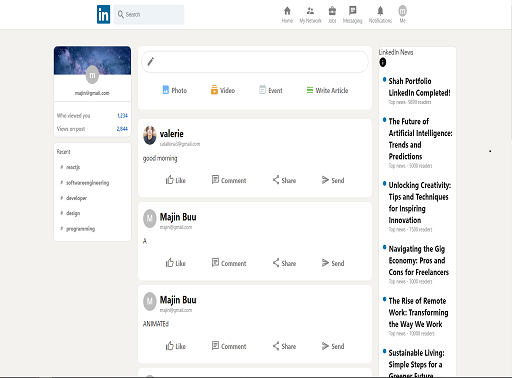 in
Search
Home
My Network
Jobs
Messaging
Notifications
M
Me
M
majin@gmail.com
Who viewed you 1,234
Views on post 2,844
Recent
# reactjs
# softwareengineering
# developer
# design
# programming
Photo
Video
Event
Write Article
valerie
good morning
Like
Comment
Share
Send
M
Majin Buu
majin@gmail.com
A
Like
Comment
Share
Send
M
Majin Buu
majin@gmail.com
ANIMATEd
Like
Comment
Share
Send
LinkedIn News
Shah Portfolio
LinkedIn Completed!
Top news · 9890 readers
The Future of
Artificial Intelligence:
Trends and
Predictions
Top news · 5000 readers
Unlocking Creativity:
Tips and Techniques
for Inspiring
Innovation
Top news · 7500 readers
Navigating the Gig
Economy: Pros and
Cons for Freelancers
Top news · 3000 readers
The Rise of Remote
Work: Transforming
the Way We Work
Top news · 10000 readers
Sustainable Living:
Simple Steps for a
Greener Future